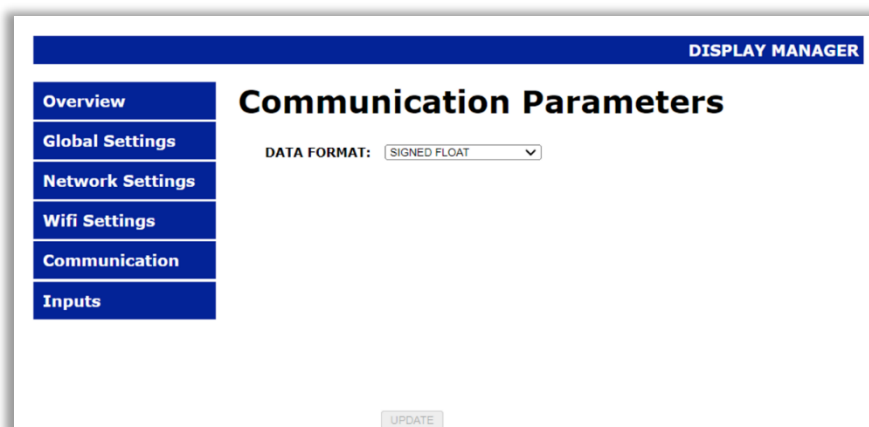 DISPLAY MANAGER
Overview
Global Settings
Network Settings
Wifi Settings
Communication
Inputs
Communication Parameters
DATA FORMAT: SIGNED FLOAT
UPDATE